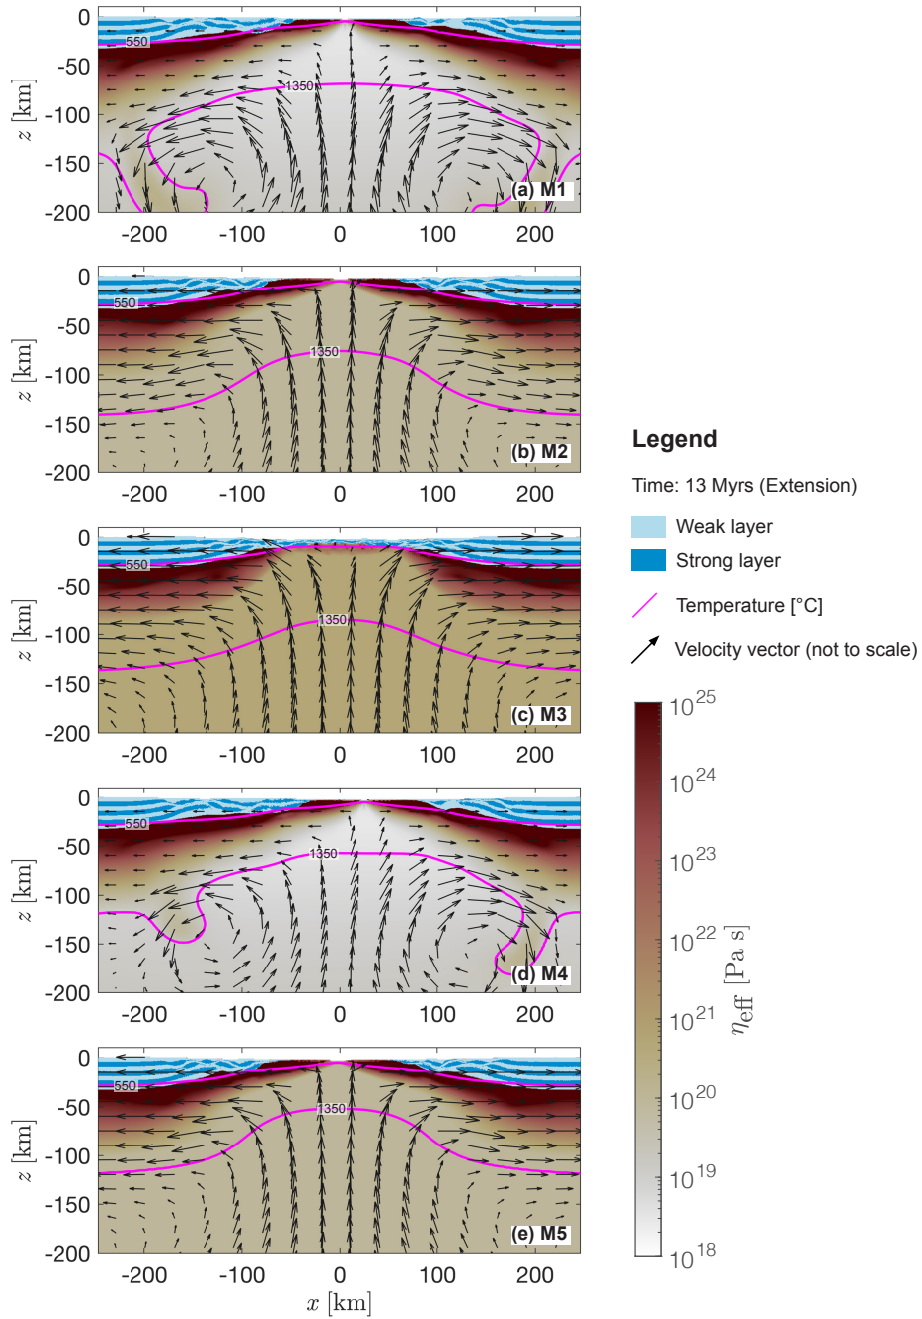 0
-50
-100
-150
-200
z [km]
550
1350
(a) M1
-200 -100 0 100 200
0
-50
-100
-150
-200
z [km]
550
1350
(b) M2
-200 -100 0 100 200
0
-50
-100
-150
-200
z [km]
550
1350
(c) M3
-200 -100 0 100 200
0
-50
-100
-150
-200
z [km]
550
1350
(d) M4
-200 -100 0 100 200
0
-50
-100
-150
-200
z [km]
550
1350
(e) M5
-200 -100 0 100 200
x [km]
Legend
Time: 13 Myrs (Extension)
Weak layer
Strong layer
Temperature [°C]
Velocity vector (not to scale)
10^25
10^24
10^23
10^22
10^21
10^20
10^19
10^18
η_eff [Pa s]